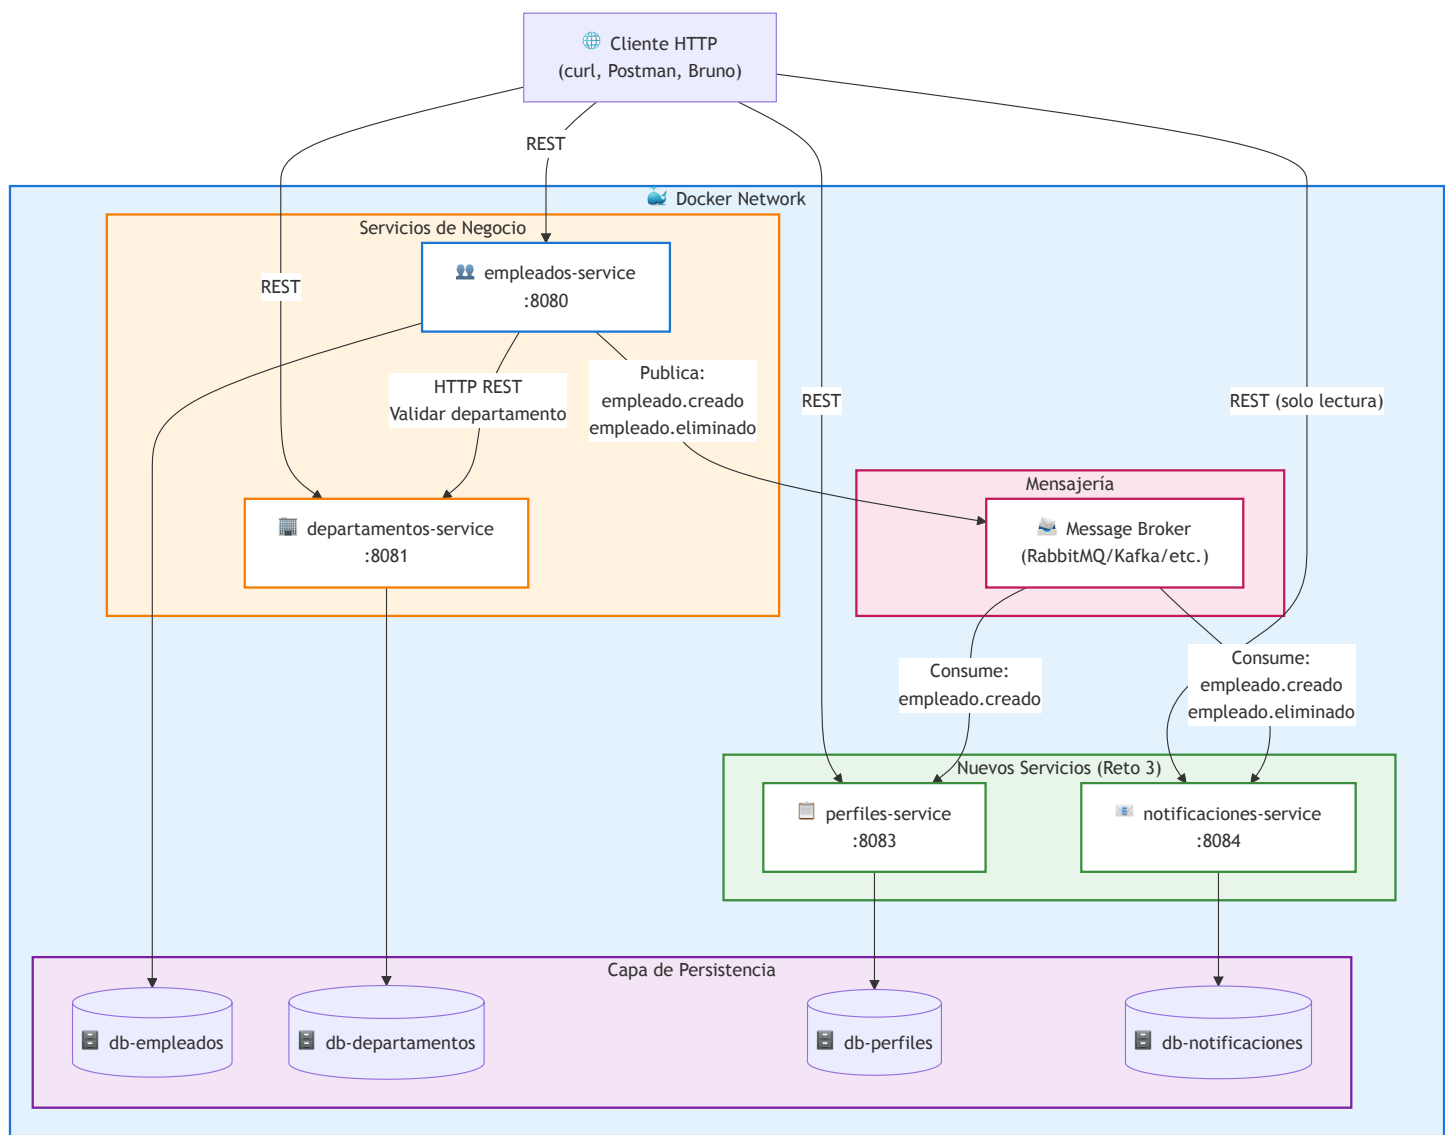 Cliente HTTP
(curl, Postman, Bruno)
REST
Docker Network
Servicios de Negocio
empleados-service
:8080
REST
HTTP REST
Validar departamento
Publica:
empleado.creado
empleado.eliminado
REST
REST (solo lectura)
Mensajería
departamentos-service
:8081
Message Broker
(RabbitMQ/Kafka/etc.)
Consume:
empleado.creado
Consume:
empleado.creado
empleado.eliminado
Nuevos Servicios (Reto 3)
perfiles-service
:8083
notificaciones-service
:8084
Capa de Persistencia
db-empleados
db-departamentos
db-perfiles
db-notificaciones